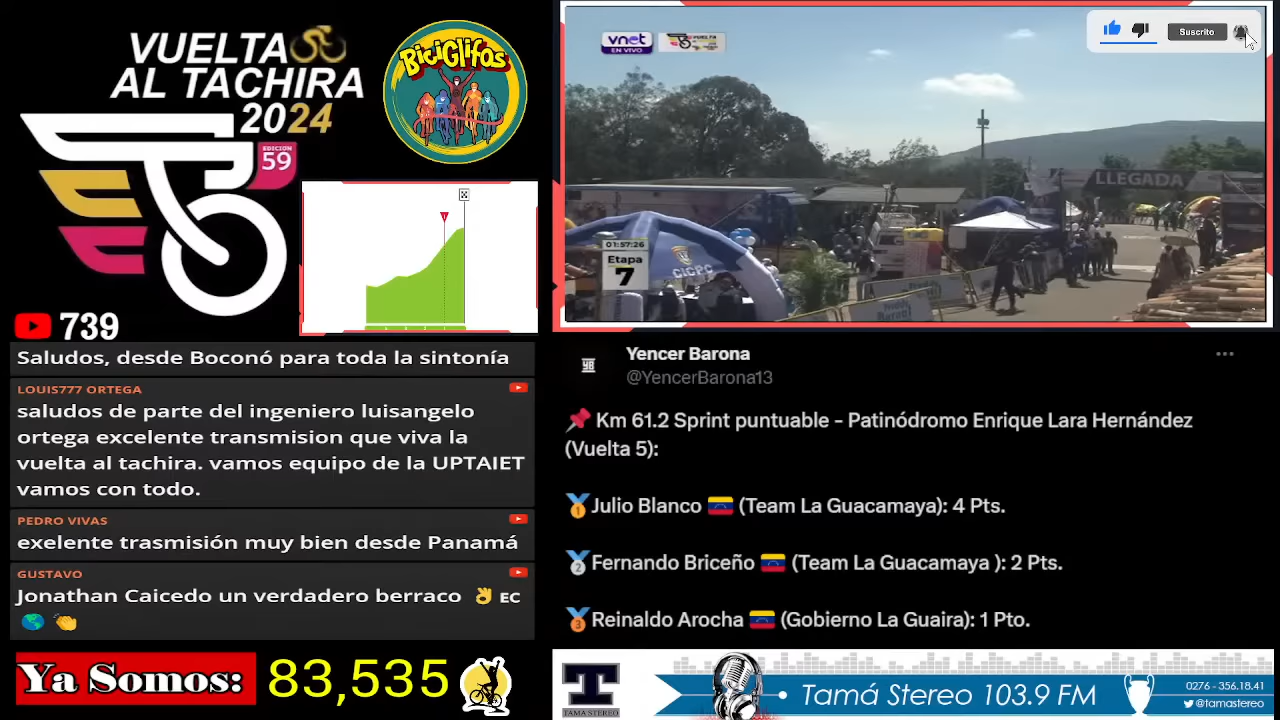 VUELTA
AL TACHIRA
2024
EDICION
59
BiciGlifos
739
Saludos, desde Boconó para toda la sintonía
LOUIS777 ORTEGA
saludos de parte del ingeniero luisangelo
ortega excelente transmision que viva la
vuelta al tachira. vamos equipo de la UPTAIET
vamos con todo.
PEDRO VIVAS
exelente trasmisión muy bien desde Panamá
GUSTAVO
Jonathan Caicedo un verdadero berraco 👌 EC
🌎 👏
Ya Somos: 83,535
vnet
EN VIVO
VUELTA
Suscrito
LLEGADA
CICPC
01:57:26
Etapa
7
Yencer Barona
@YencerBarona13
📌 Km 61.2 Sprint puntuable - Patinódromo Enrique Lara Hernández
(Vuelta 5):
🥇Julio Blanco 🇻🇪 (Team La Guacamaya): 4 Pts.
🥈Fernando Briceño 🇻🇪 (Team La Guacamaya ): 2 Pts.
🥉Reinaldo Arocha 🇻🇪 (Gobierno La Guaira): 1 Pto.
T
TAMA STEREO
Tamá Stereo 103.9 FM
0276 - 356.18.41
@tamastereo